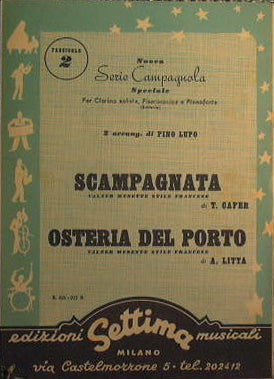 FASCICOLO
2
Nuova
Serie Campagnola
Speciale
Per Clarino solista, Fisarmonica e Pianoforte
2 arrang. di PINO LUPO
SCAMPAGNATA
VALZER MUSETTE STILE FRANCESE
di T. CAFER
OSTERIA DEL PORTO
VALZER MUSETTE STILE FRANCESE
di A. LITTA
edizioni Settima musicali
MILANO
via Castelmorrone 5 - tel. 202412